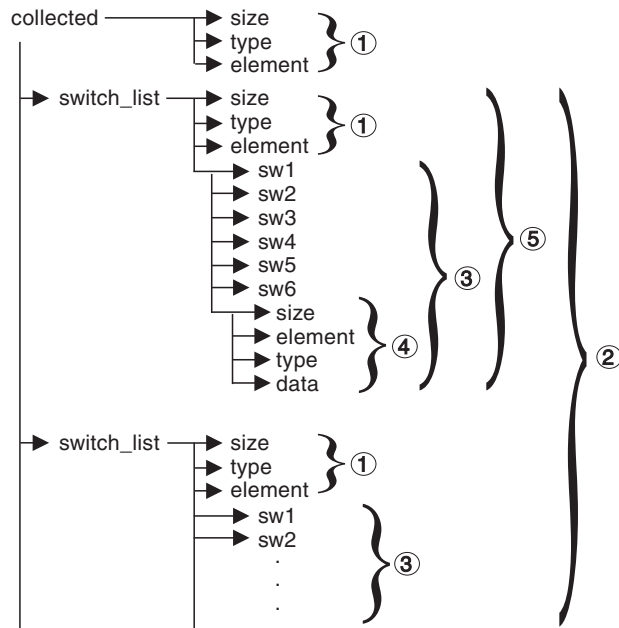 collected size
type ①
element
switch_list size
type ①
element
sw1
sw2
sw3
sw4
sw5 ⑤
sw6 ③
size
element ④
type ②
data
switch_list size
type ①
element
sw1
sw2
③
.
.
.